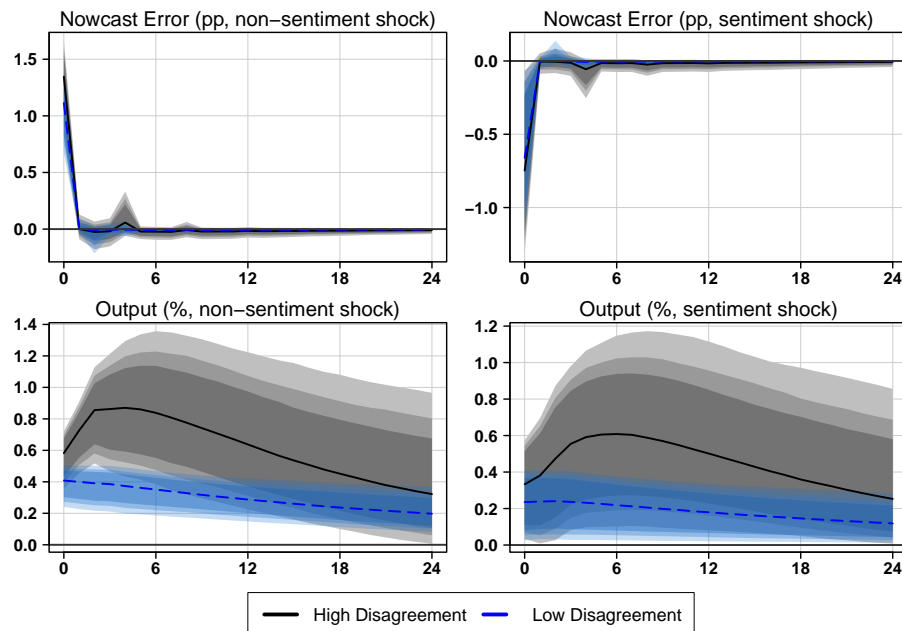 Nowcast Error (pp, non−sentiment shock)
1.5
1.0
0.5
0.0
0 6 12 18 24
Nowcast Error (pp, sentiment shock)
0.0
−0.5
−1.0
0 6 12 18 24
Output (%, non−sentiment shock)
1.4
1.2
1.0
0.8
0.6
0.4
0.2
0.0
0 6 12 18 24
Output (%, sentiment shock)
1.2
1.0
0.8
0.6
0.4
0.2
0.0
0 6 12 18 24
High Disagreement Low Disagreement